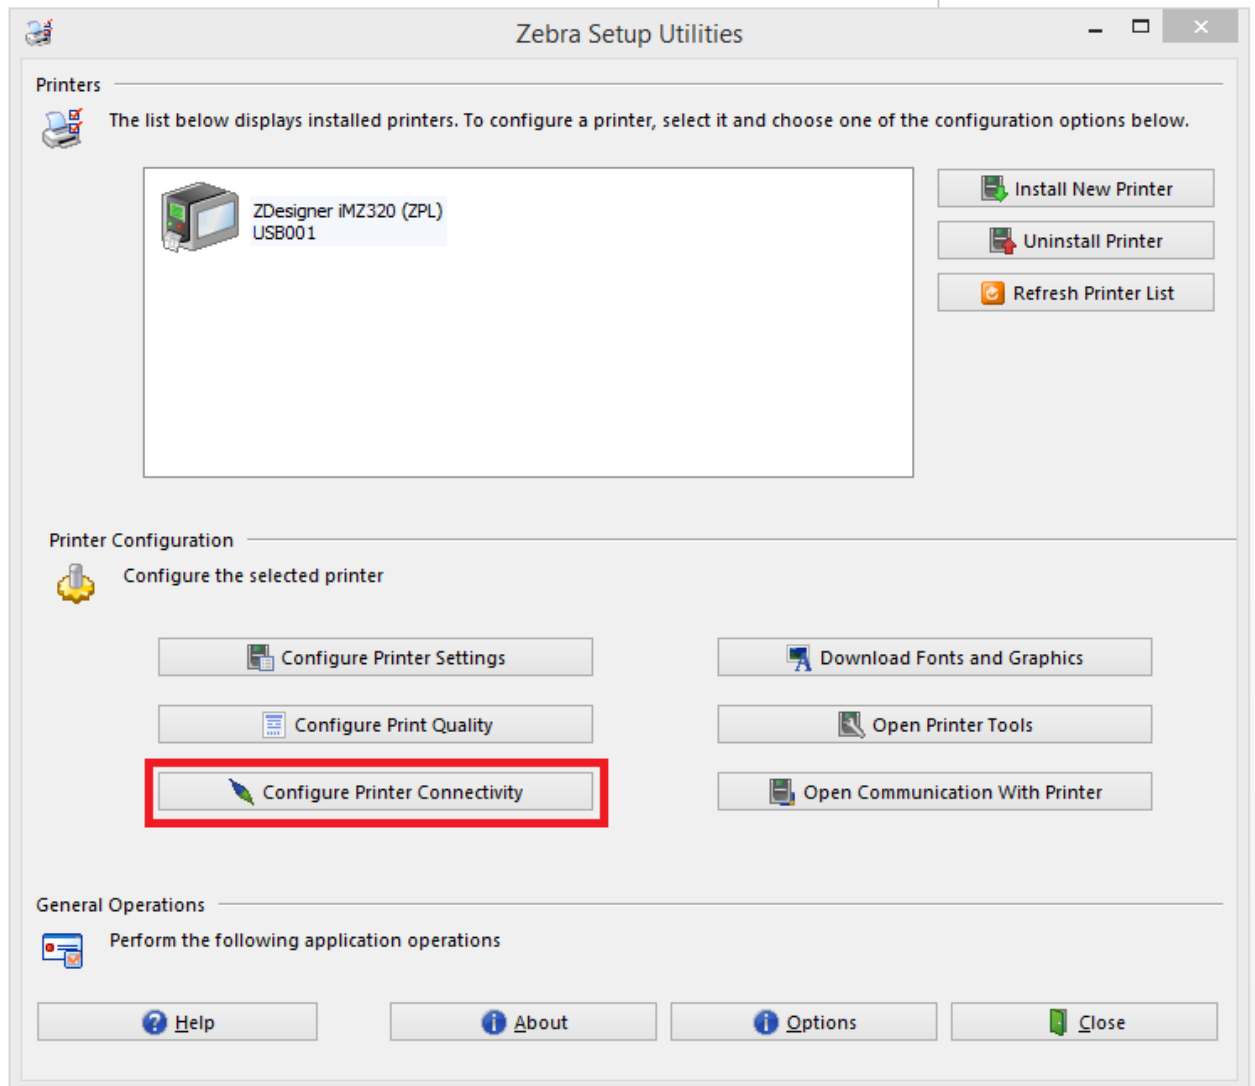 Zebra Setup Utilities
Printers
The list below displays installed printers. To configure a printer, select it and choose one of the configuration options below.
ZDesigner iMZ320 (ZPL)
USB001
Install New Printer
Uninstall Printer
Refresh Printer List
Printer Configuration
Configure the selected printer
Configure Printer Settings
Download Fonts and Graphics
Configure Print Quality
Open Printer Tools
Configure Printer Connectivity
Open Communication With Printer
General Operations
Perform the following application operations
Help
About
Options
Close